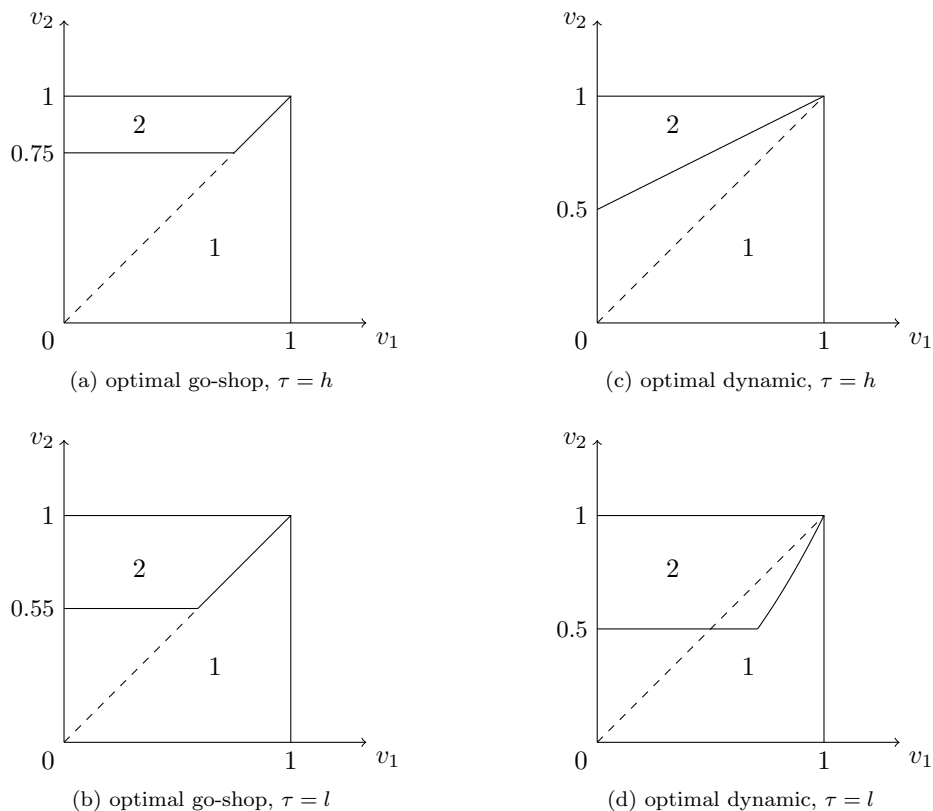 v₂
1
2
0.75
1
0
1
v₁
(a) optimal go-shop, τ = h
v₂
1
2
0.5
1
0
1
v₁
(c) optimal dynamic, τ = h
v₂
1
2
0.55
1
0
1
v₁
(b) optimal go-shop, τ = l
v₂
1
2
0.5
1
0
1
v₁
(d) optimal dynamic, τ = l